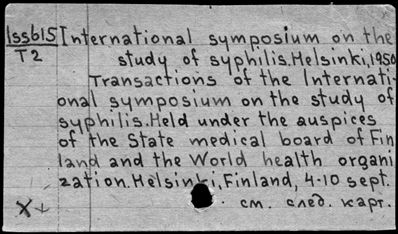 Iss615 International symposium on the
T2 study of syphilis. Helsinki, 1950
Transactions of the Internati-
onal symposium on the study of
syphilis. Held under the auspices
of the State medical board of Fin
land and the World health organi
zation. Helsinki, Finland, 4-10 sept.
см. след. карт.